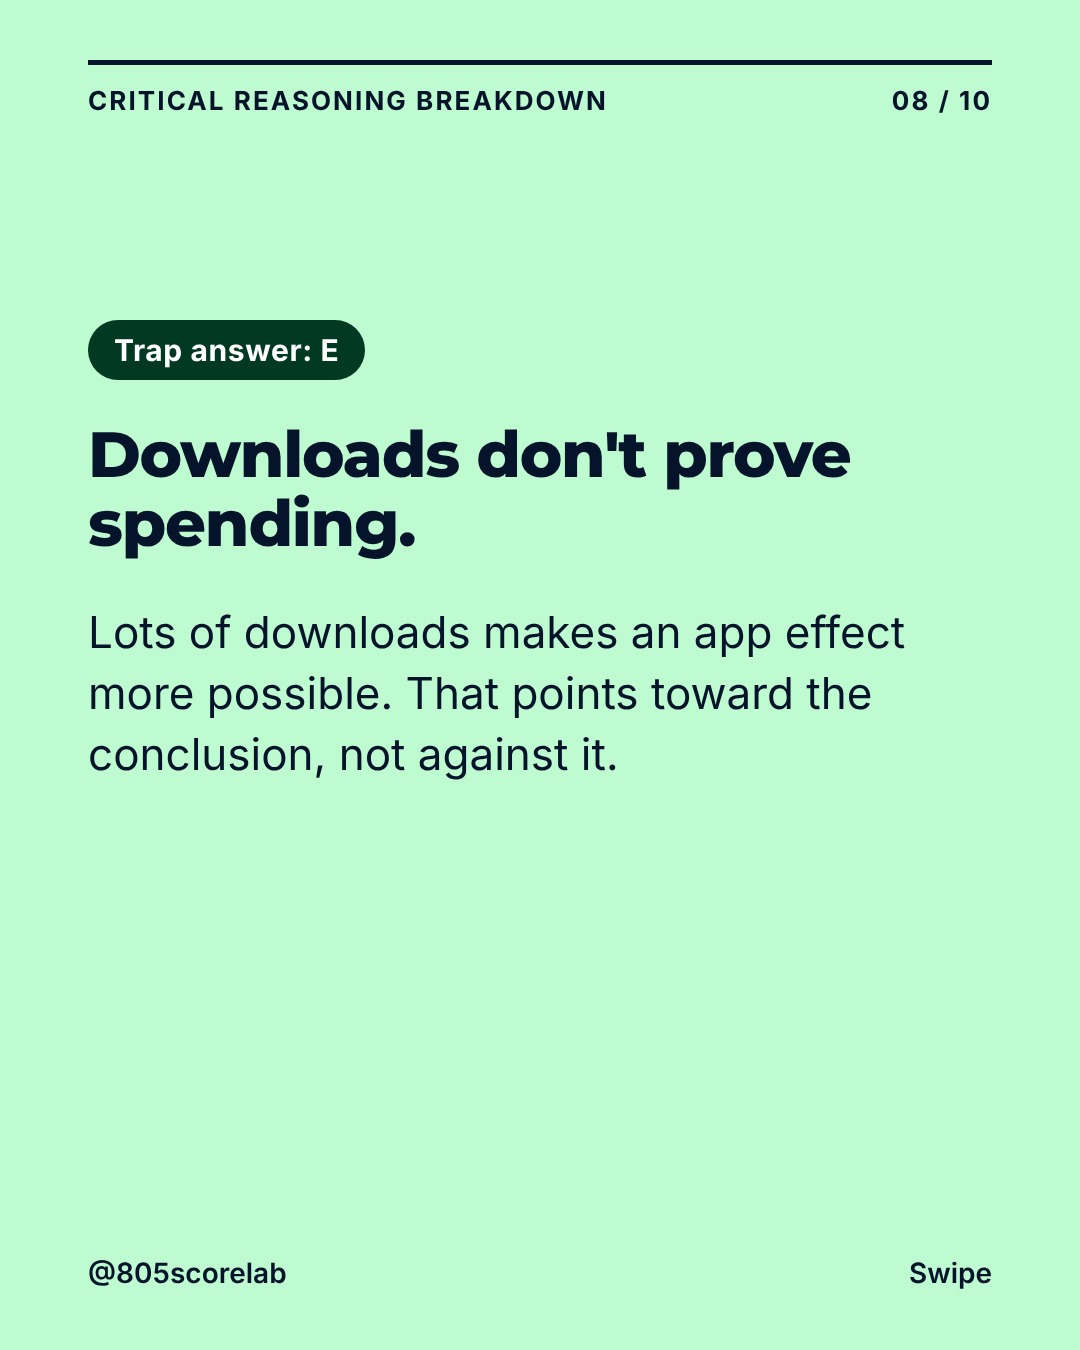 CRITICAL REASONING BREAKDOWN
08 / 10
Trap answer: E
Downloads don't prove
spending.
Lots of downloads makes an app effect
more possible. That points toward the
conclusion, not against it.
@805scorelab
Swipe